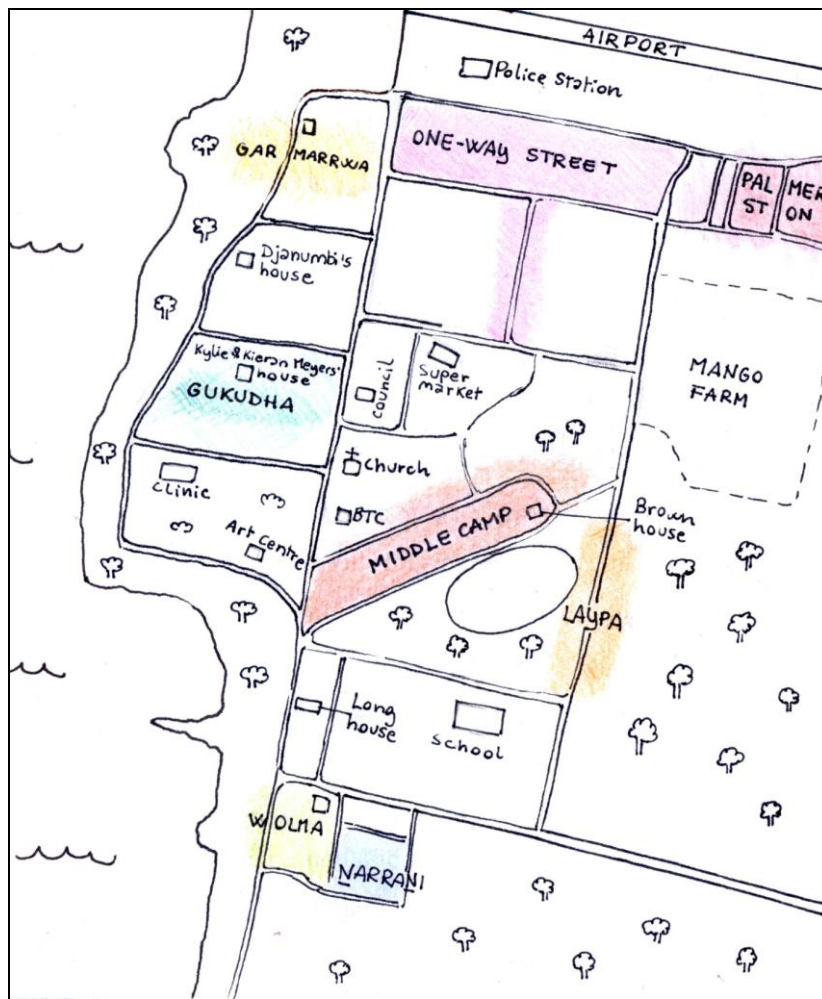 AIRPORT
Police Station
GAR MARRWA
ONE-WAY STREET
PAL
ST
MER
ON
Djanumbi's
house
Kylie & Kieran Meyers'
house
GUKUDHA
council
Super
market
MANGO
FARM
Church
Clinic
BTC
Art Centre
MIDDLE CAMP
Brown
house
LAYPA
Long
house
School
WOLMA
NARRANI